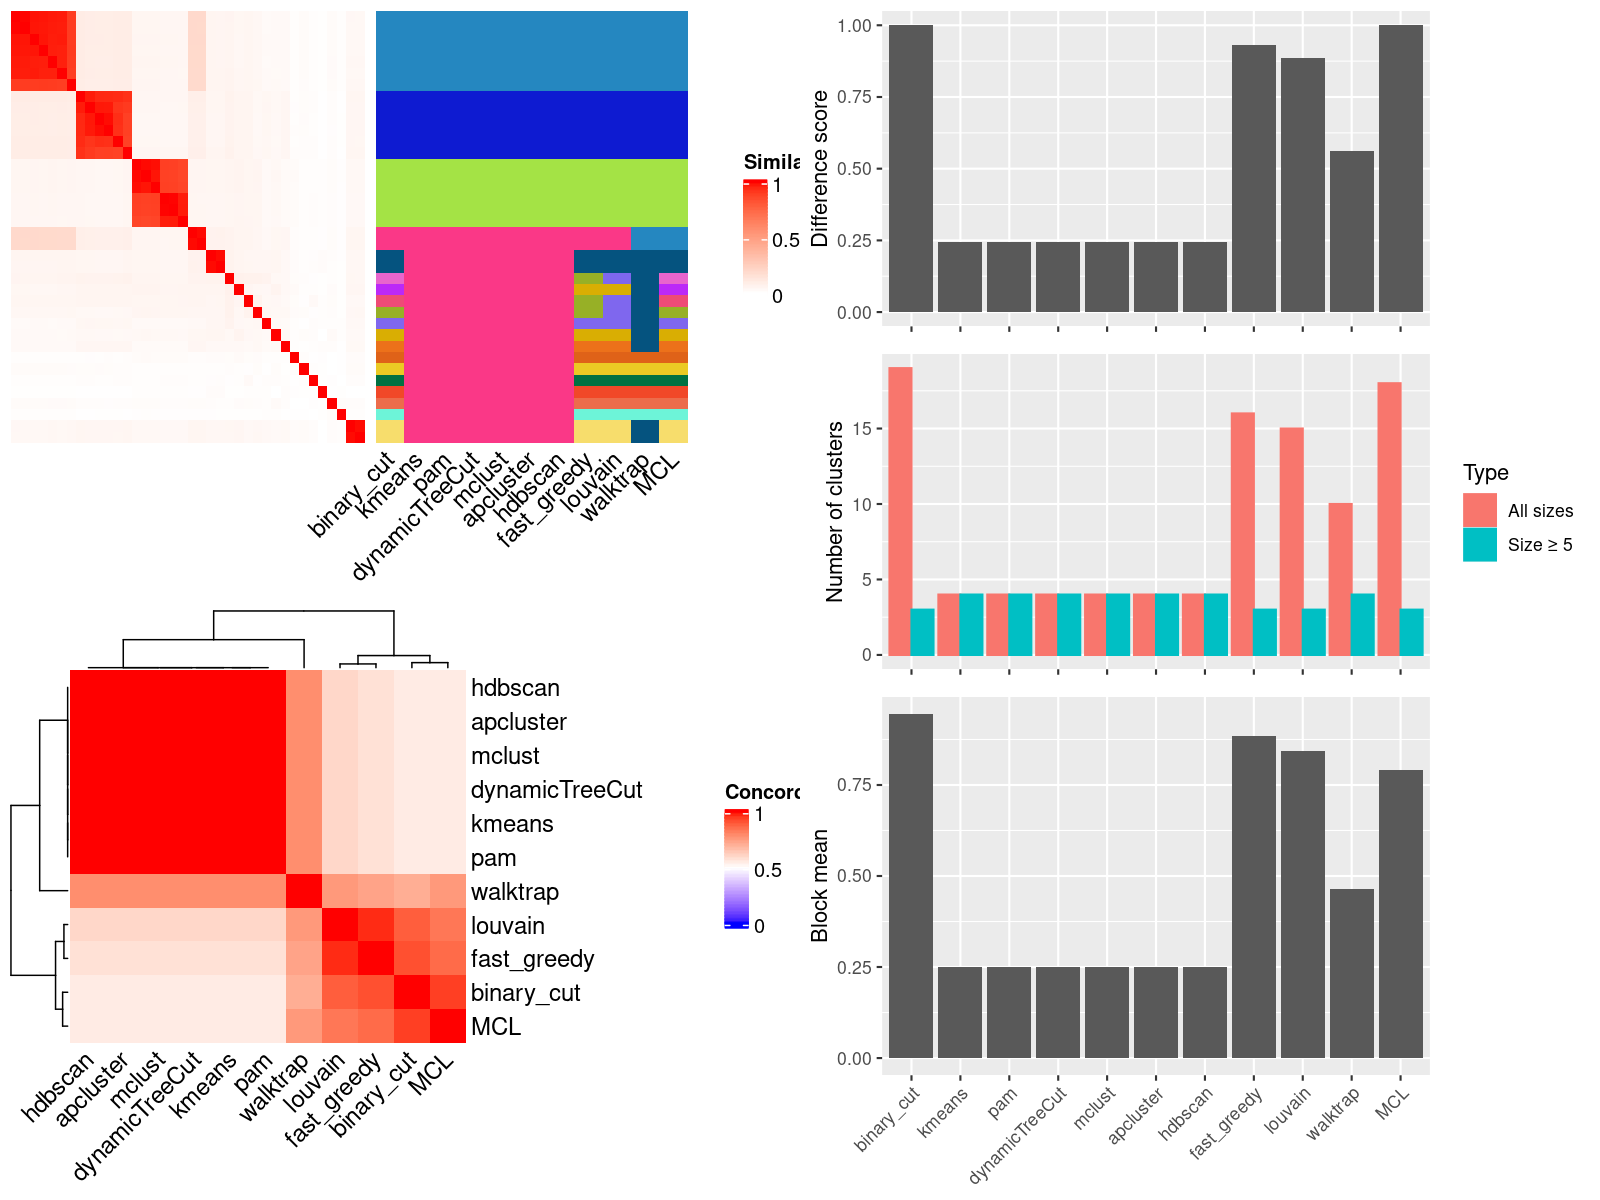 Simila
1
0.5
0
binary_cut
kmeans
pam
dynamicTreeCut
mclust
apcluster
hdbscan
fast_greedy
louvain
walktrap
MCL
Concord
1
0.5
0
hdbscan
apcluster
mclust
dynamicTreeCut
kmeans
pam
walktrap
louvain
fast_greedy
binary_cut
MCL
hdbscan
apcluster
mclust
dynamicTreeCut
kmeans
pam
walktrap
louvain
fast_greedy
binary_cut
MCL
Difference score
1.00
0.75
0.50
0.25
0.00
Number of clusters
15
10
5
0
Type
All sizes
Size ≥ 5
Block mean
0.75
0.50
0.25
0.00
binary_cut
kmeans
pam
dynamicTreeCut
mclust
apcluster
hdbscan
fast_greedy
louvain
walktrap
MCL